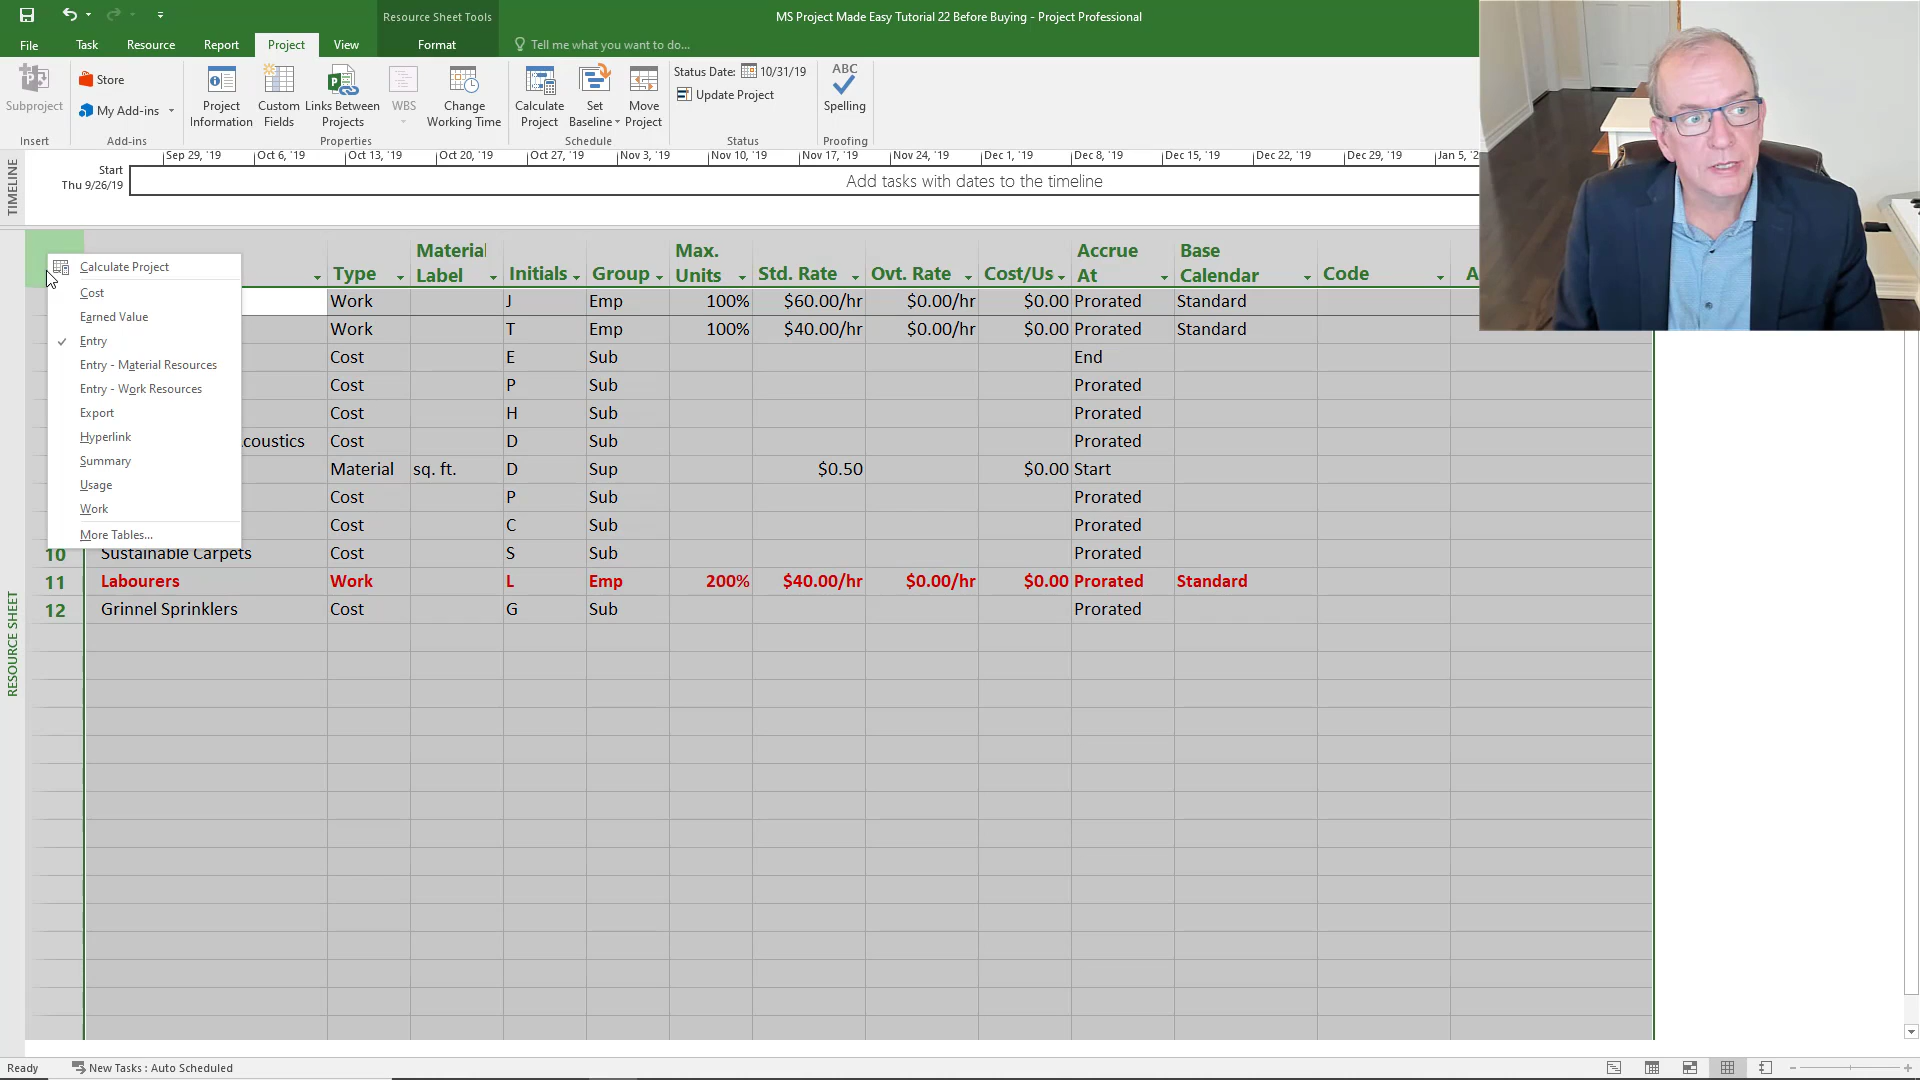 Resource Sheet Tools
MS Project Made Easy Tutorial 22 Before Buying - Project Professional
File Task Resource Report Project View Format Tell me what you want to do...
Subproject
Store
My Add-ins
Project Information
Custom Fields
Links Between Projects
WBS
Change Working Time
Calculate Project
Set Baseline
Move Project
Status Date: 10/31/19
Update Project
ABC
Spelling
Insert Add-ins Properties Schedule Status Proofing
TIMELINE
Sep 29, '19 Oct 6, '19 Oct 13, '19 Oct 20, '19 Oct 27, '19 Nov 3, '19 Nov 10, '19 Nov 17, '19 Nov 24, '19 Dec 1, '19 Dec 8, '19 Dec 15, '19 Dec 22, '19 Dec 29, '19 Jan 5, '2
Start
Thu 9/26/19
Add tasks with dates to the timeline
Type Material Label Initials Group Max. Units Std. Rate Ovt. Rate Cost/Us Accrue At Base Calendar Code A
Calculate Project
Cost
Earned Value
Entry
Entry - Material Resources
Entry - Work Resources
Export
Hyperlink
Summary
Usage
Work
More Tables...
Work J Emp 100% $60.00/hr $0.00/hr $0.00 Prorated Standard
Work T Emp 100% $40.00/hr $0.00/hr $0.00 Prorated Standard
Cost E Sub End
Cost P Sub Prorated
Cost H Sub Prorated
coustics Cost D Sub Prorated
Material sq. ft. D Sup $0.50 $0.00 Start
Cost P Sub Prorated
Cost C Sub Prorated
10 Sustainable Carpets Cost S Sub Prorated
11 Labourers Work L Emp 200% $40.00/hr $0.00/hr $0.00 Prorated Standard
12 Grinnel Sprinklers Cost G Sub Prorated
RESOURCE SHEET
Ready New Tasks : Auto Scheduled